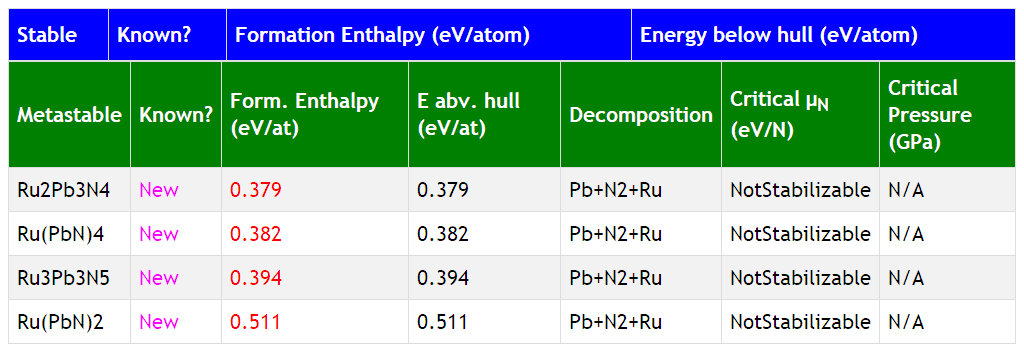 Stable Known? Formation Enthalpy (eV/atom) Energy below hull (eV/atom)
Metastable Known? Form. Enthalpy (eV/at) E abv. hull (eV/at) Decomposition Critical μN (eV/N) Critical Pressure (GPa)
Ru2Pb3N4 New 0.379 0.379 Pb+N2+Ru NotStabilizable N/A
Ru(PbN)4 New 0.382 0.382 Pb+N2+Ru NotStabilizable N/A
Ru3Pb3N5 New 0.394 0.394 Pb+N2+Ru NotStabilizable N/A
Ru(PbN)2 New 0.511 0.511 Pb+N2+Ru NotStabilizable N/A